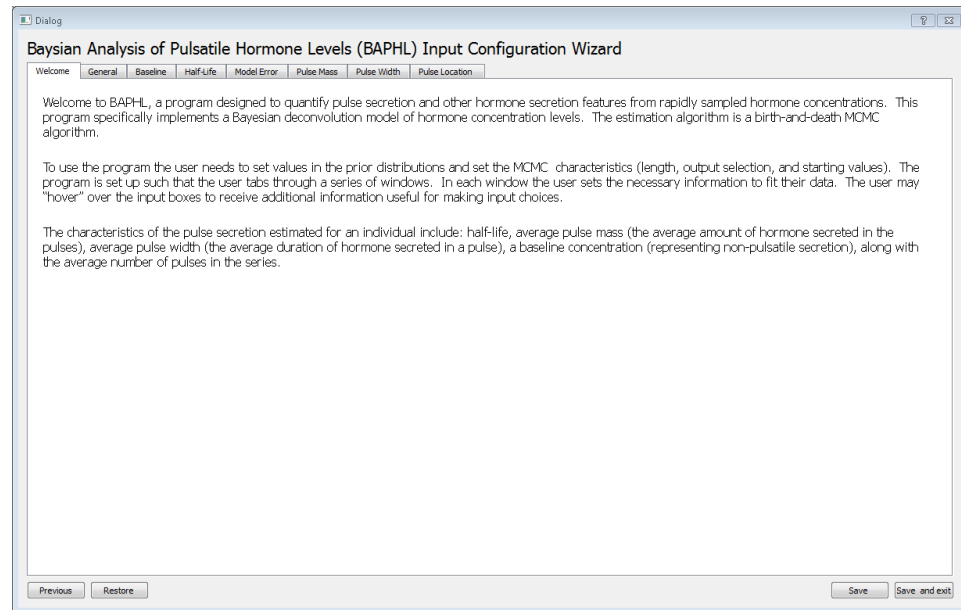 Dialog
Baysian Analysis of Pulsatile Hormone Levels (BAPHL) Input Configuration Wizard
Welcome General Baseline Half-Life Model Error Pulse Mass Pulse Width Pulse Location
Welcome to BAPHL, a program designed to quantify pulse secretion and other hormone secretion features from rapidly sampled hormone concentrations. This
program specifically implements a Bayesian deconvolution model of hormone concentration levels. The estimation algorithm is a birth-and-death MCMC
algorithm.
To use the program the user needs to set values in the prior distributions and set the MCMC characteristics (length, output selection, and starting values). The
program is set up such that the user tabs through a series of windows. In each window the user sets the necessary information to fit their data. The user may
“hover” over the input boxes to receive additional information useful for making input choices.
The characteristics of the pulse secretion estimated for an individual include: half-life, average pulse mass (the average amount of hormone secreted in the
pulses), average pulse width (the average duration of hormone secreted in a pulse), a baseline concentration (representing non-pulsatile secretion), along with
the average number of pulses in the series.
Previous Restore Save Save and exit